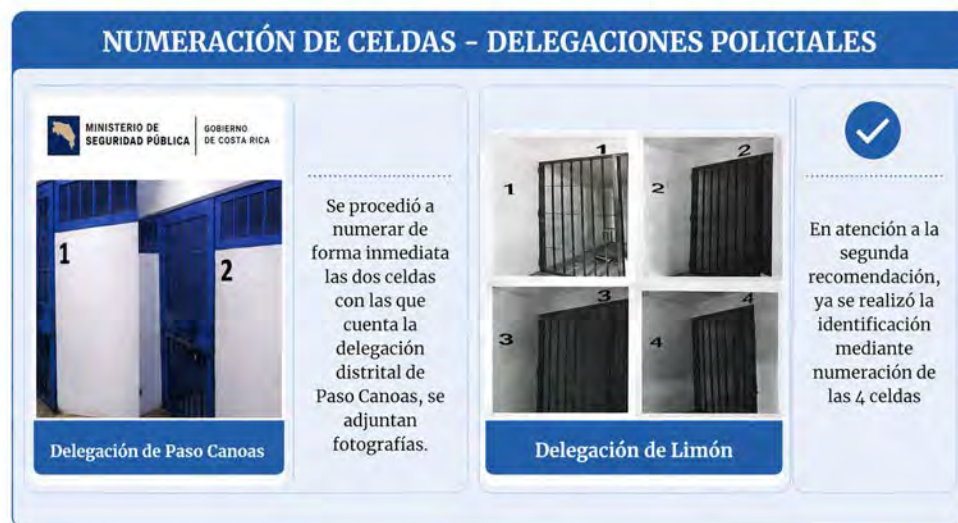 NUMERACIÓN DE CELDAS – DELEGACIONES POLICIALES
MINISTERIO DE
SEGURIDAD PÚBLICA
GOBIERNO
DE COSTA RICA
1
2
Delegación de Paso Canoas
Se procedió a
numerar de
forma inmediata
las dos celdas
con las que
cuenta la
delegación
distrital de
Paso Canoas, se
adjuntan
fotografías.
1
1
2
2
3
3
4
4
Delegación de Limón
En atención a la
segunda
recomendación,
ya se realizó la
identificación
mediante
numeración de
las 4 celdas